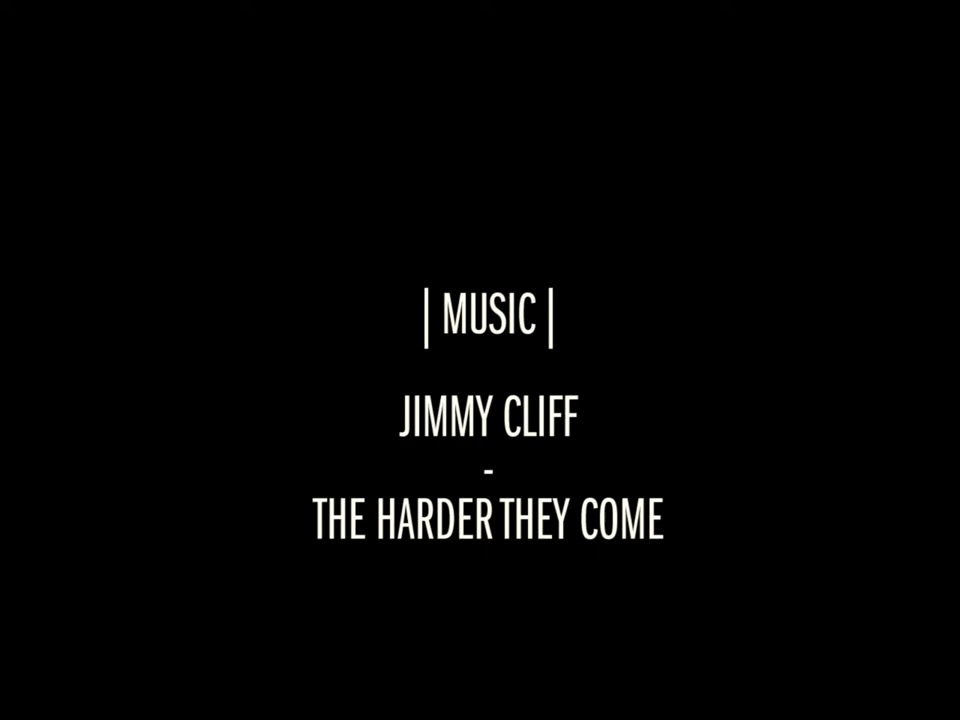 | MUSIC |
JIMMY CLIFF
-
THE HARDER THEY COME